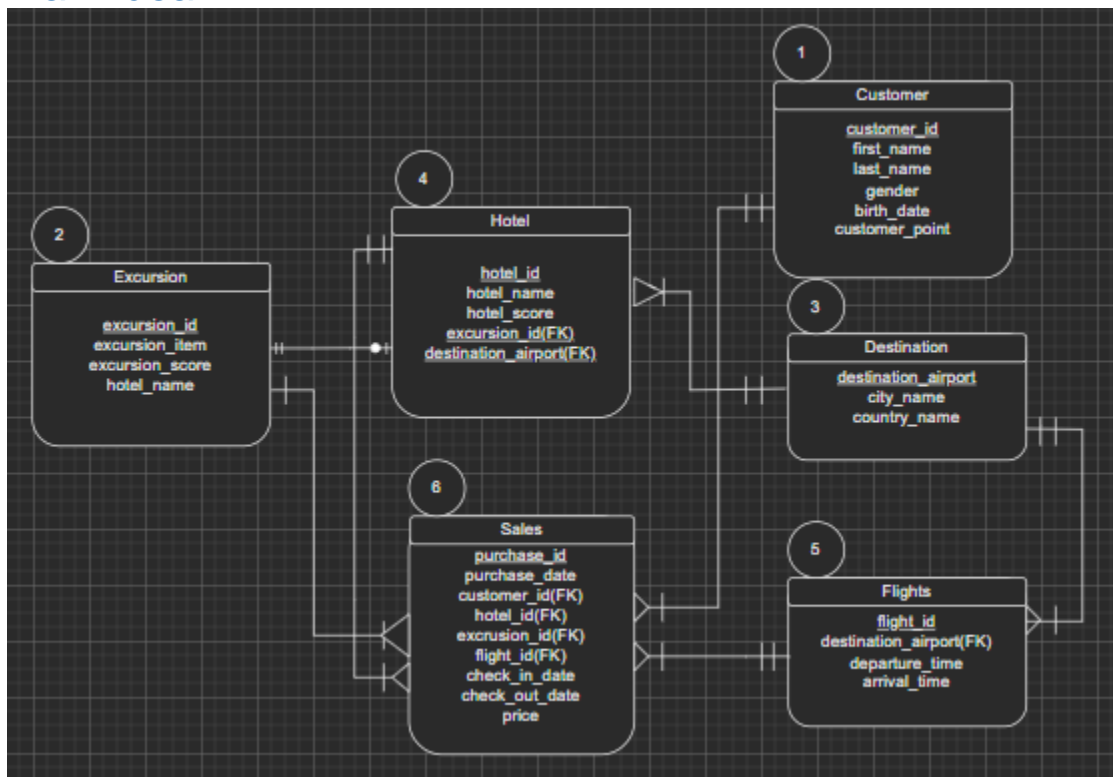 1
Customer
customer_id
first_name
last_name
gender
birth_date
customer_point
2
Excursion
excursion_id
excursion_item
excursion_score
hotel_name
4
Hotel
hotel_id
hotel_name
hotel_score
excursion_id(FK)
destination_airport(FK)
3
Destination
destination_airport
city_name
country_name
6
Sales
purchase_id
purchase_date
customer_id(FK)
hotel_id(FK)
excrusion_id(FK)
flight_id(FK)
check_in_date
check_out_date
price
5
Flights
flight_id
destination_airport(FK)
departure_time
arrival_time